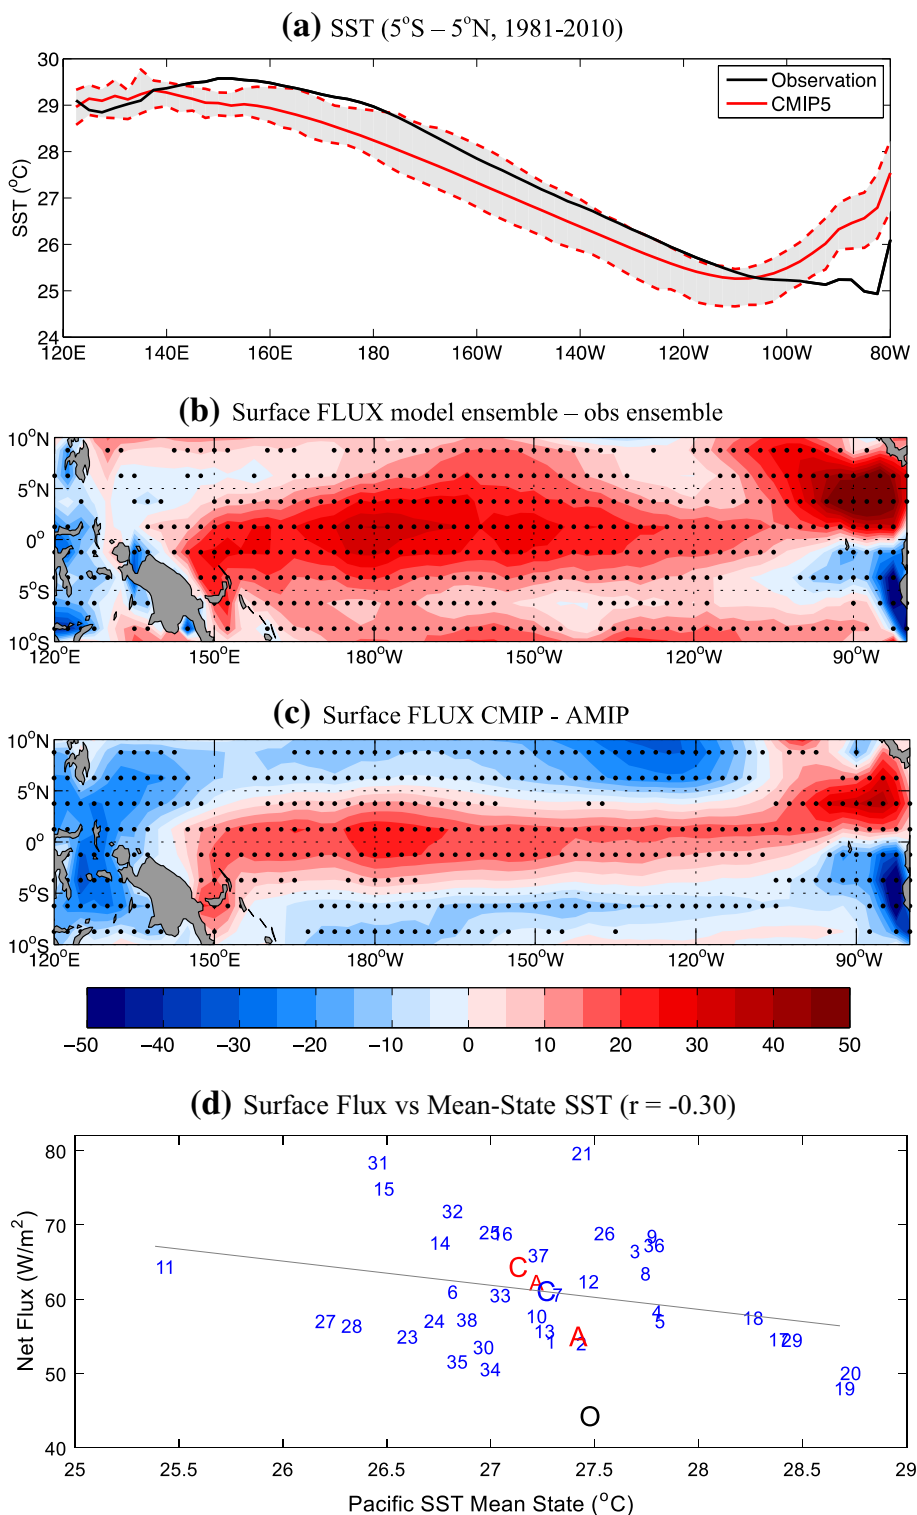 (a) SST (5°S – 5°N, 1981-2010)
30
29
28
27
26
25
24
SST (°C)
Observation
CMIP5
120E 140E 160E 180 160W 140W 120W 100W 80W
(b) Surface FLUX model ensemble – obs ensemble
10°N
5°N
0°
5°S
10°S
120°E 150°E 180°W 150°W 120°W 90°W
(c) Surface FLUX CMIP - AMIP
10°N
5°N
0°
5°S
10°S
120°E 150°E 180°W 150°W 120°W 90°W
−50 −40 −30 −20 −10 0 10 20 30 40 50
(d) Surface Flux vs Mean-State SST (r = -0.30)
80
70
60
50
40
Net Flux (W/m²)
31 21
15
32
25 16 26 9
14 3 36
37
11 C 8
A 12
6 33 C 7
10 4 18
27 28 24 38 5
23 15 A 17 29
1 2
35 53
34 20
19
O
25 25.5 26 26.5 27 27.5 28 28.5 29
Pacific SST Mean State (°C)